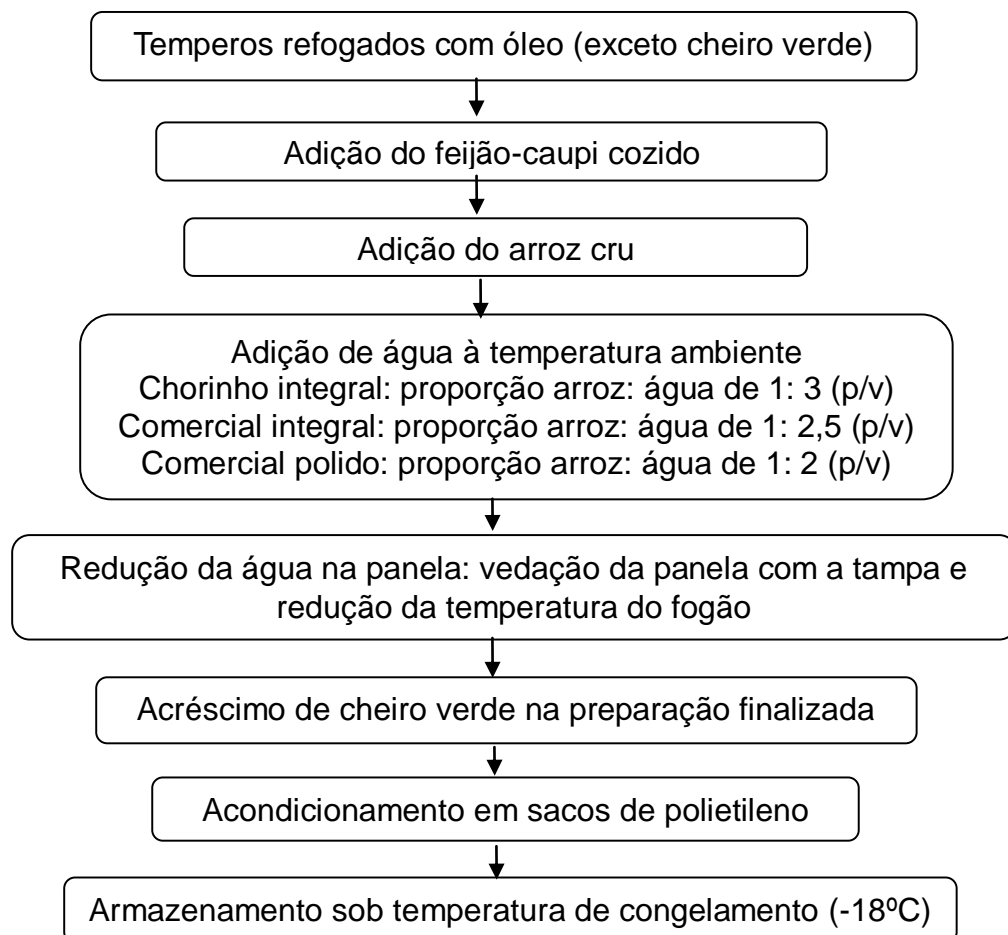 Temperos refogados com óleo (exceto cheiro verde)
Adição do feijão-caupi cozido
Adição do arroz cru
Adição de água à temperatura ambiente
Chorinho integral: proporção arroz: água de 1: 3 (p/v)
Comercial integral: proporção arroz: água de 1: 2,5 (p/v)
Comercial polido: proporção arroz: água de 1: 2 (p/v)
Redução da água na panela: vedação da panela com a tampa e
redução da temperatura do fogão
Acréscimo de cheiro verde na preparação finalizada
Acondicionamento em sacos de polietileno
Armazenamento sob temperatura de congelamento (-18ºC)